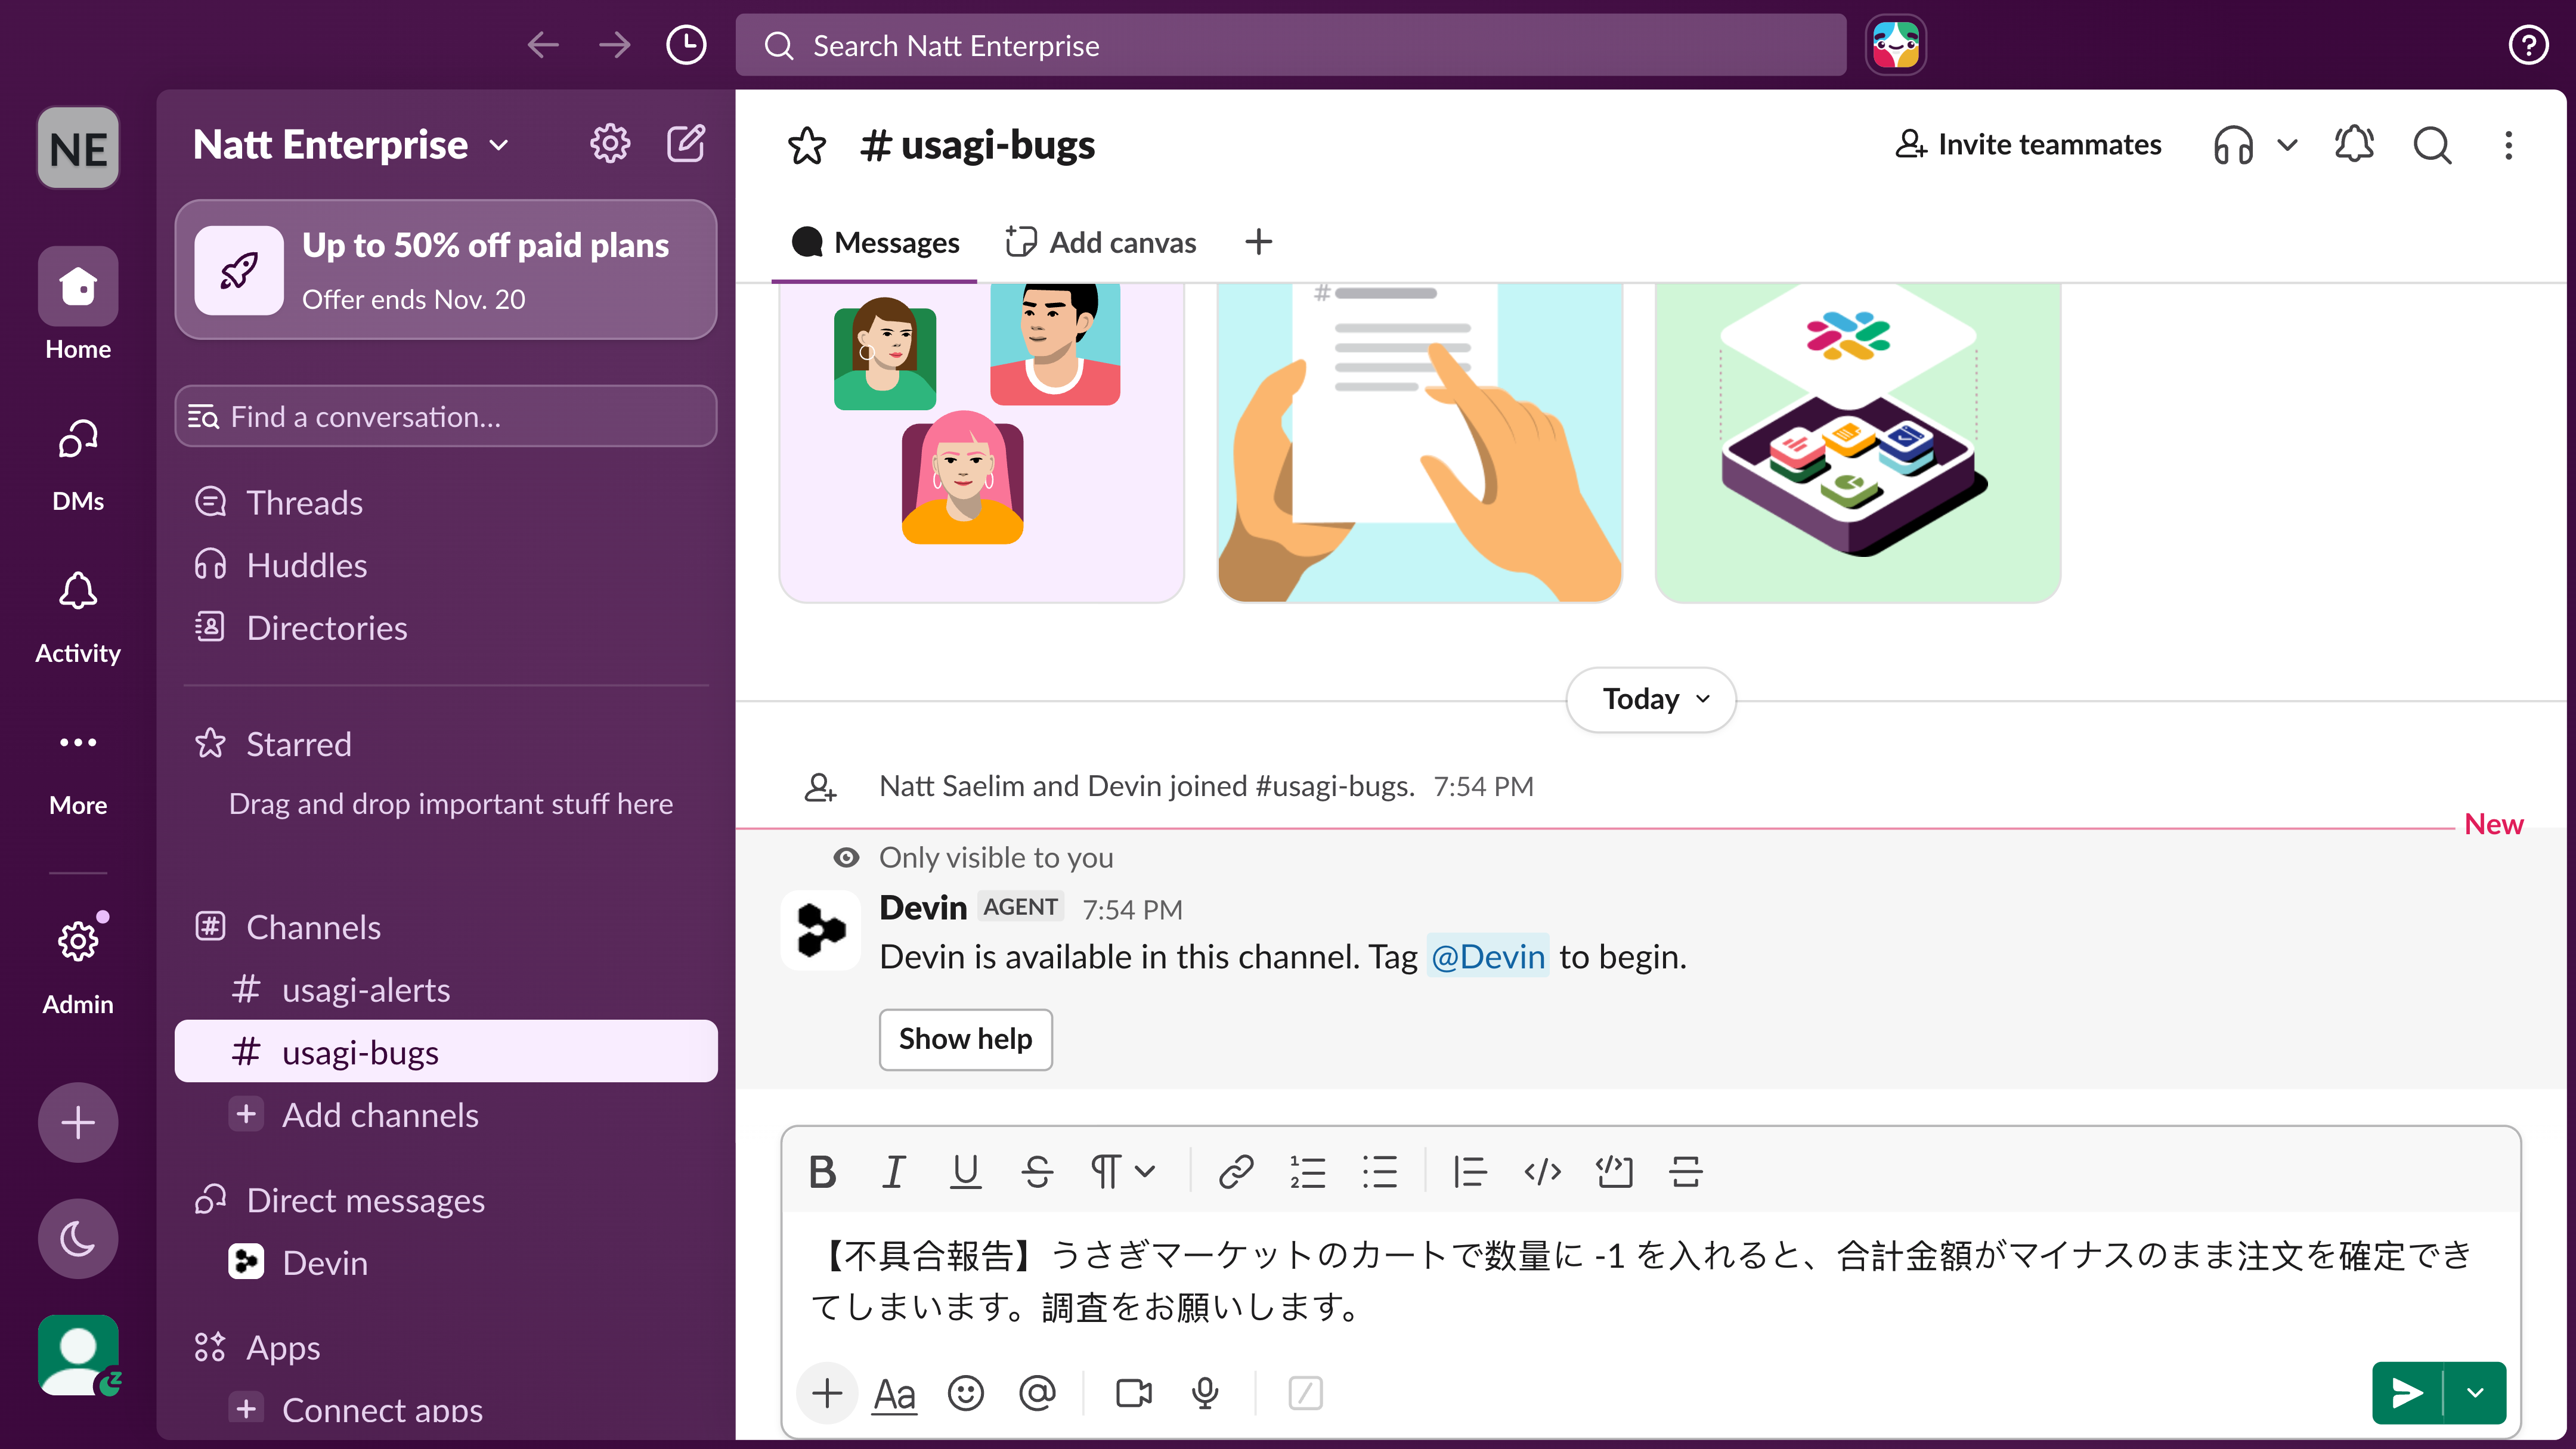 Search Natt Enterprise
NE
Natt Enterprise
Up to 50% off paid plans
Offer ends Nov. 20
Find a conversation...
Threads
Huddles
Directories
Starred
Drag and drop important stuff here
Channels
# usagi-alerts
# usagi-bugs
+ Add channels
Direct messages
Devin
Apps
+ Connect apps
Home
DMs
Activity
More
Admin
# usagi-bugs
Invite teammates
Messages
Add canvas
#
Today
Natt Saelim and Devin joined #usagi-bugs. 7:54 PM
New
Only visible to you
Devin AGENT 7:54 PM
Devin is available in this channel. Tag @Devin to begin.
Show help
【不具合報告】うさぎマーケットのカートで数量に -1 を入れると、合計金額がマイナスのまま注文を確定でき
てしまいます。調査をお願いします。
Aa